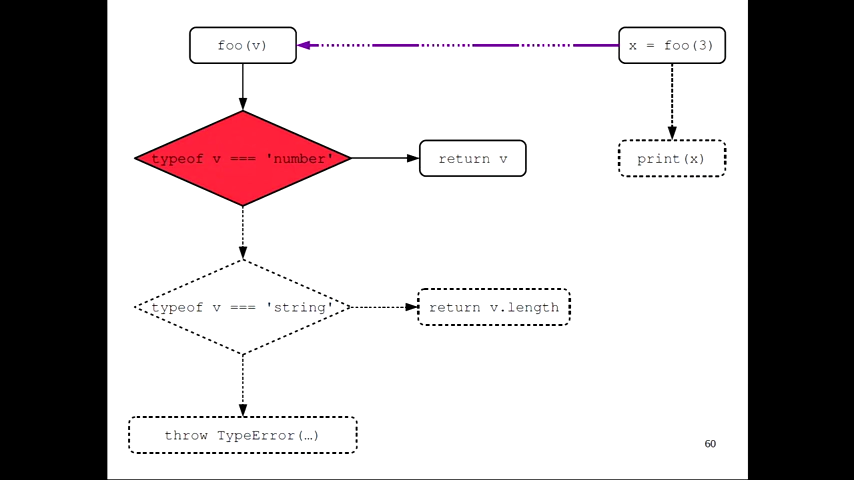 foo(v)
x = foo(3)
typeof v === 'number'
return v
print(x)
typeof v === 'string'
return v.length
throw TypeError(…)
60